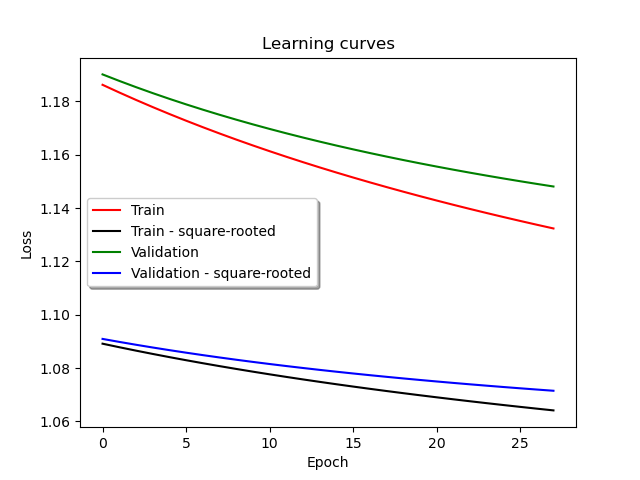 Learning curves
Loss
1.18
1.16
1.14
1.12
1.10
1.08
1.06
Train
Train - square-rooted
Validation
Validation - square-rooted
0 5 10 15 20 25
Epoch